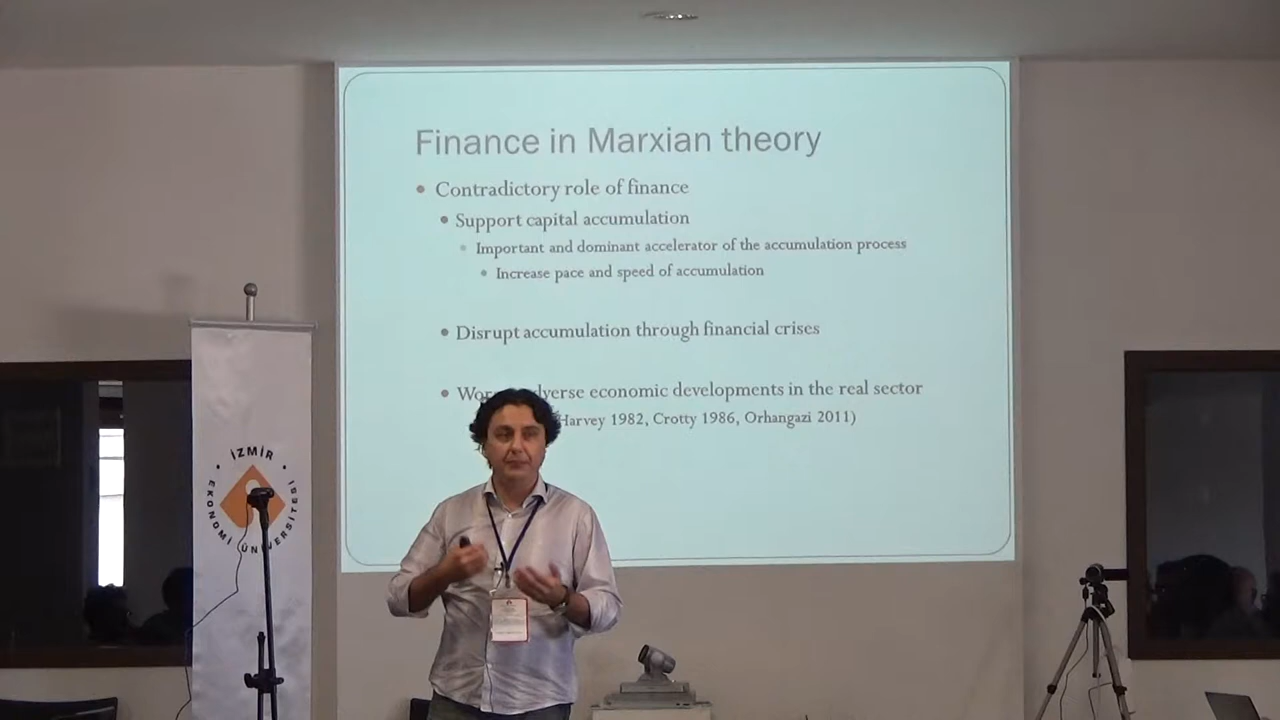 Finance in Marxian theory
• Contradictory role of finance
• Support capital accumulation
• Important and dominant accelerator of the accumulation process
• Increase pace and speed of accumulation
• Disrupt accumulation through financial crises
• adverse economic developments in the real sector
Harvey 1982, Crotty 1986, Orhangazi 2011)
• İZMİR •
EKONOMİ ÜNİVERSİTESİ